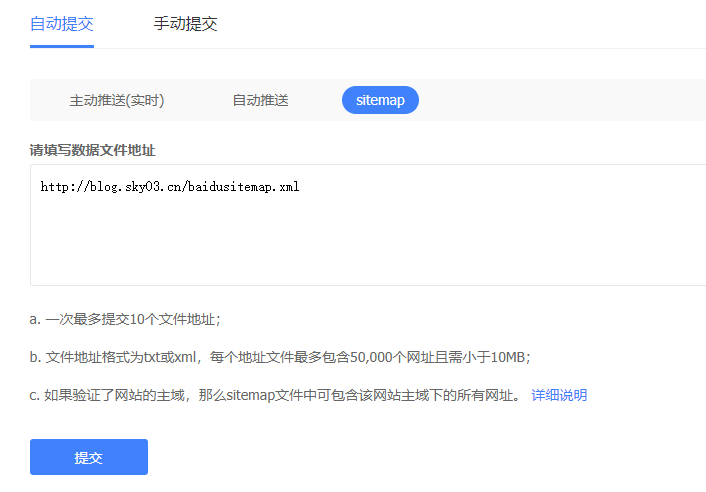 自动提交 手动提交
主动推送(实时) 自动推送 sitemap
请填写数据文件地址
http://blog.sky03.cn/baidusitemap.xml
a. 一次最多提交10个文件地址；
b. 文件地址格式为txt或xml，每个地址文件最多包含50,000个网址且需小于10MB；
c. 如果验证了网站的主域，那么sitemap文件中可包含该网站主域下的所有网址。 详细说明
提交